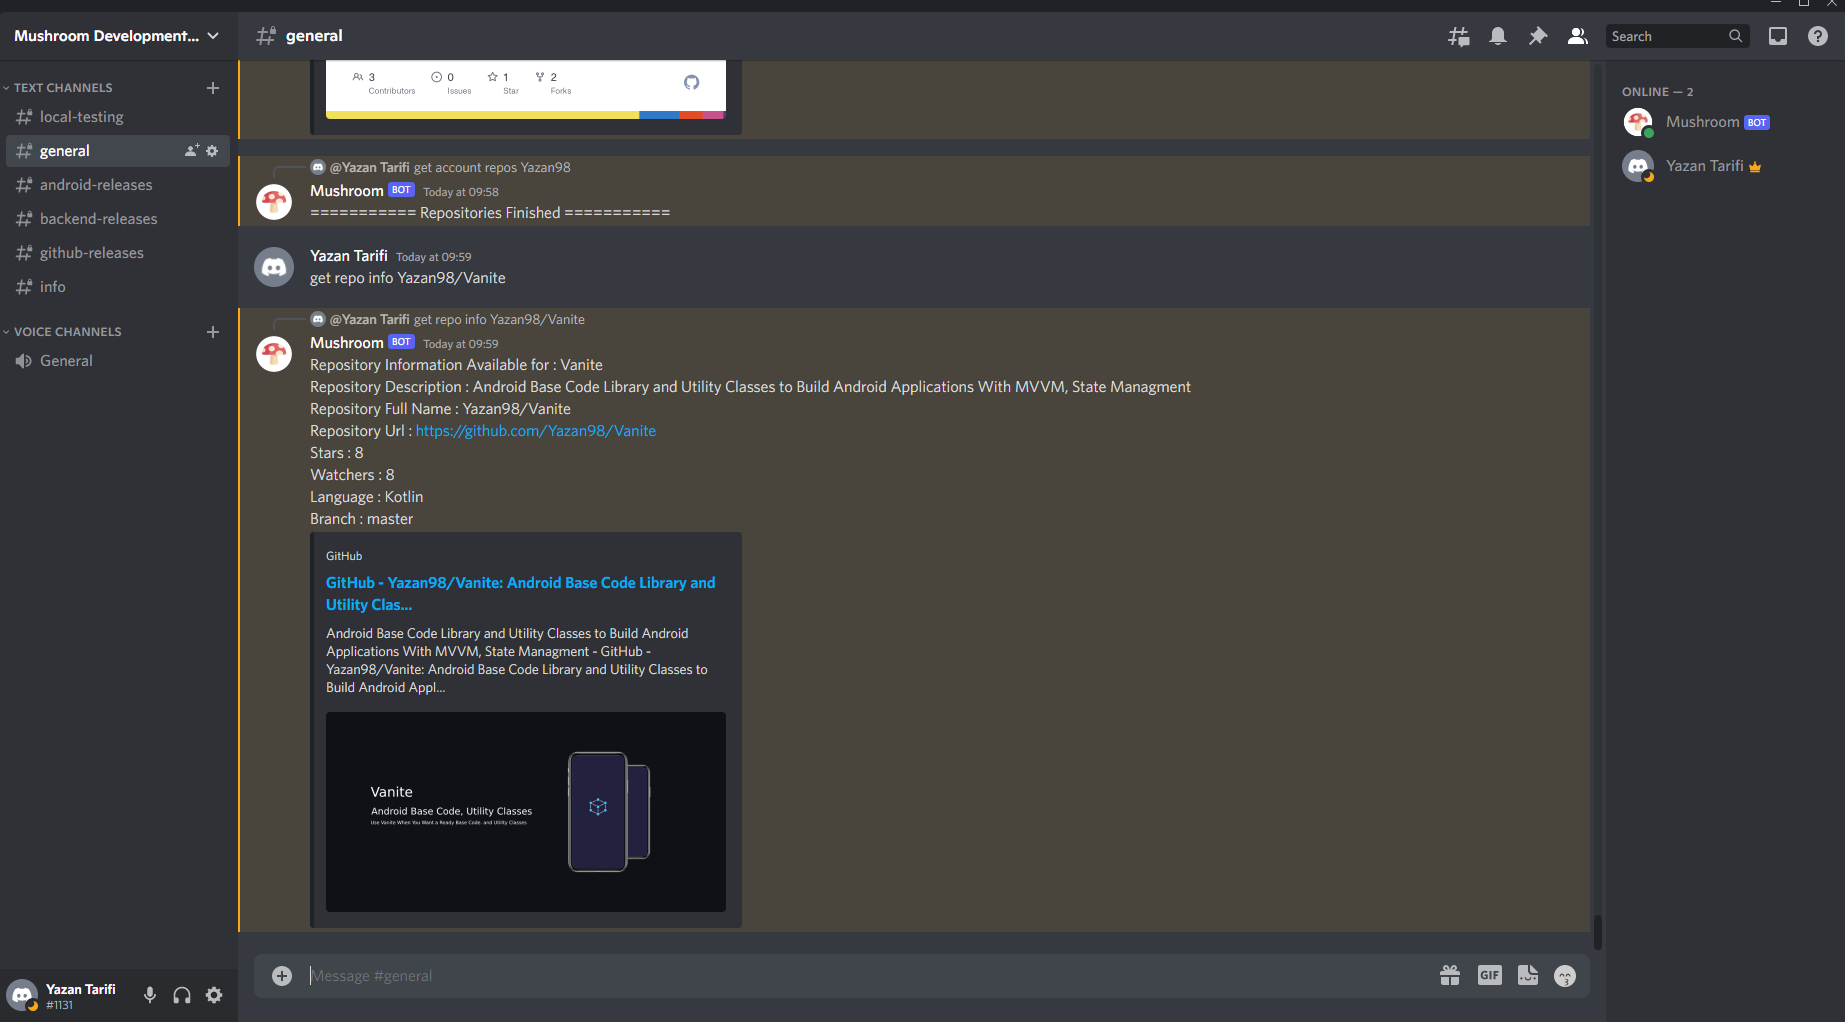 Mushroom Development...
general
Search
TEXT CHANNELS
local-testing
general
android-releases
backend-releases
github-releases
info
VOICE CHANNELS
General
3
Contributors
0
Issues
1
Star
2
Forks
@Yazan Tarifi get account repos Yazan98
Mushroom BOT Today at 09:58
=========== Repositories Finished ===========
Yazan Tarifi Today at 09:59
get repo info Yazan98/Vanite
@Yazan Tarifi get repo info Yazan98/Vanite
Mushroom BOT Today at 09:59
Repository Information Available for : Vanite
Repository Description : Android Base Code Library and Utility Classes to Build Android Applications With MVVM, State Managment
Repository Full Name : Yazan98/Vanite
Repository Url : https://github.com/Yazan98/Vanite
Stars : 8
Watchers : 8
Language : Kotlin
Branch : master
GitHub
GitHub - Yazan98/Vanite: Android Base Code Library and
Utility Clas...
Android Base Code Library and Utility Classes to Build Android
Applications With MVVM, State Managment - GitHub -
Yazan98/Vanite: Android Base Code Library and Utility Classes to
Build Android Appl...
Vanite
Android Base Code, Utility Classes
Use Vanite When You Want a Ready Base Code, and Utility Classes
Message #general
GIF
ONLINE — 2
Mushroom BOT
Yazan Tarifi
Yazan Tarifi
#1131